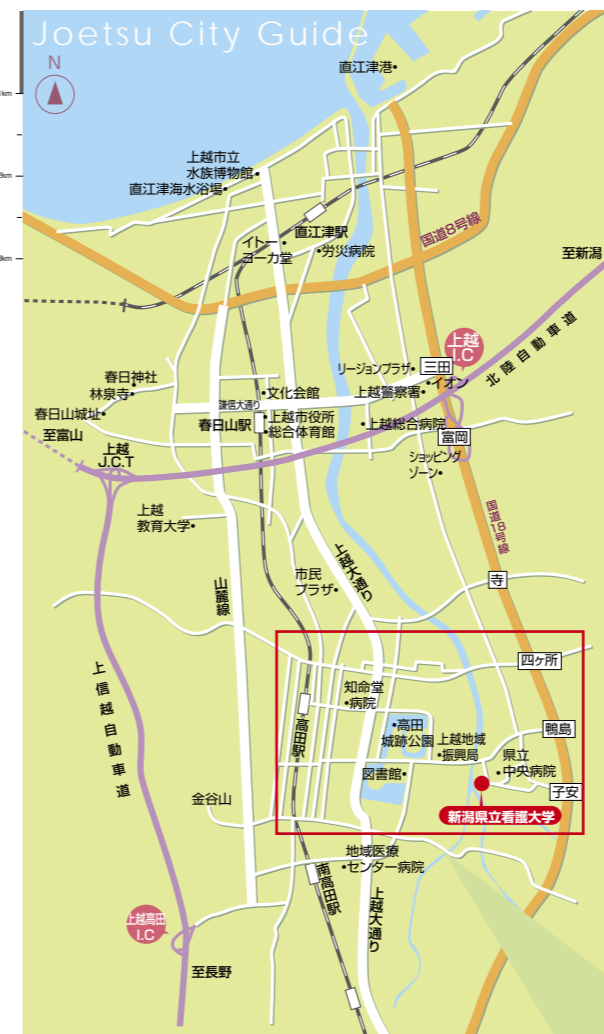 Joetsu City Guide
N
直江津港
上越市立
水族博物館
直江津海水浴場
直江津駅
イトー
ヨーカ堂
労災病院
国道8号線
至新潟
北陸自動車道
上越
I.C
リージョンプラザ
三田
イオン
上越警察署
春日神社
林泉寺
春日山城址
謙信大通り
文化会館
上越市役所
総合体育館
春日山駅
上越総合病院
富岡
ショッピング
ゾーン
至富山
上越
J.C.T
上越
教育大学
国道18号線
山麓線
市民
プラザ
上越大通り
寺
四ヶ所
上信越自動車道
知命堂
病院
高田駅
高田
城跡公園
上越地域
振興局
鴨島
県立
中央病院
図書館
子安
金谷山
新潟県立看護大学
地域医療
センター病院
南高田駅
上越大通り
上越高田
I.C
至長野